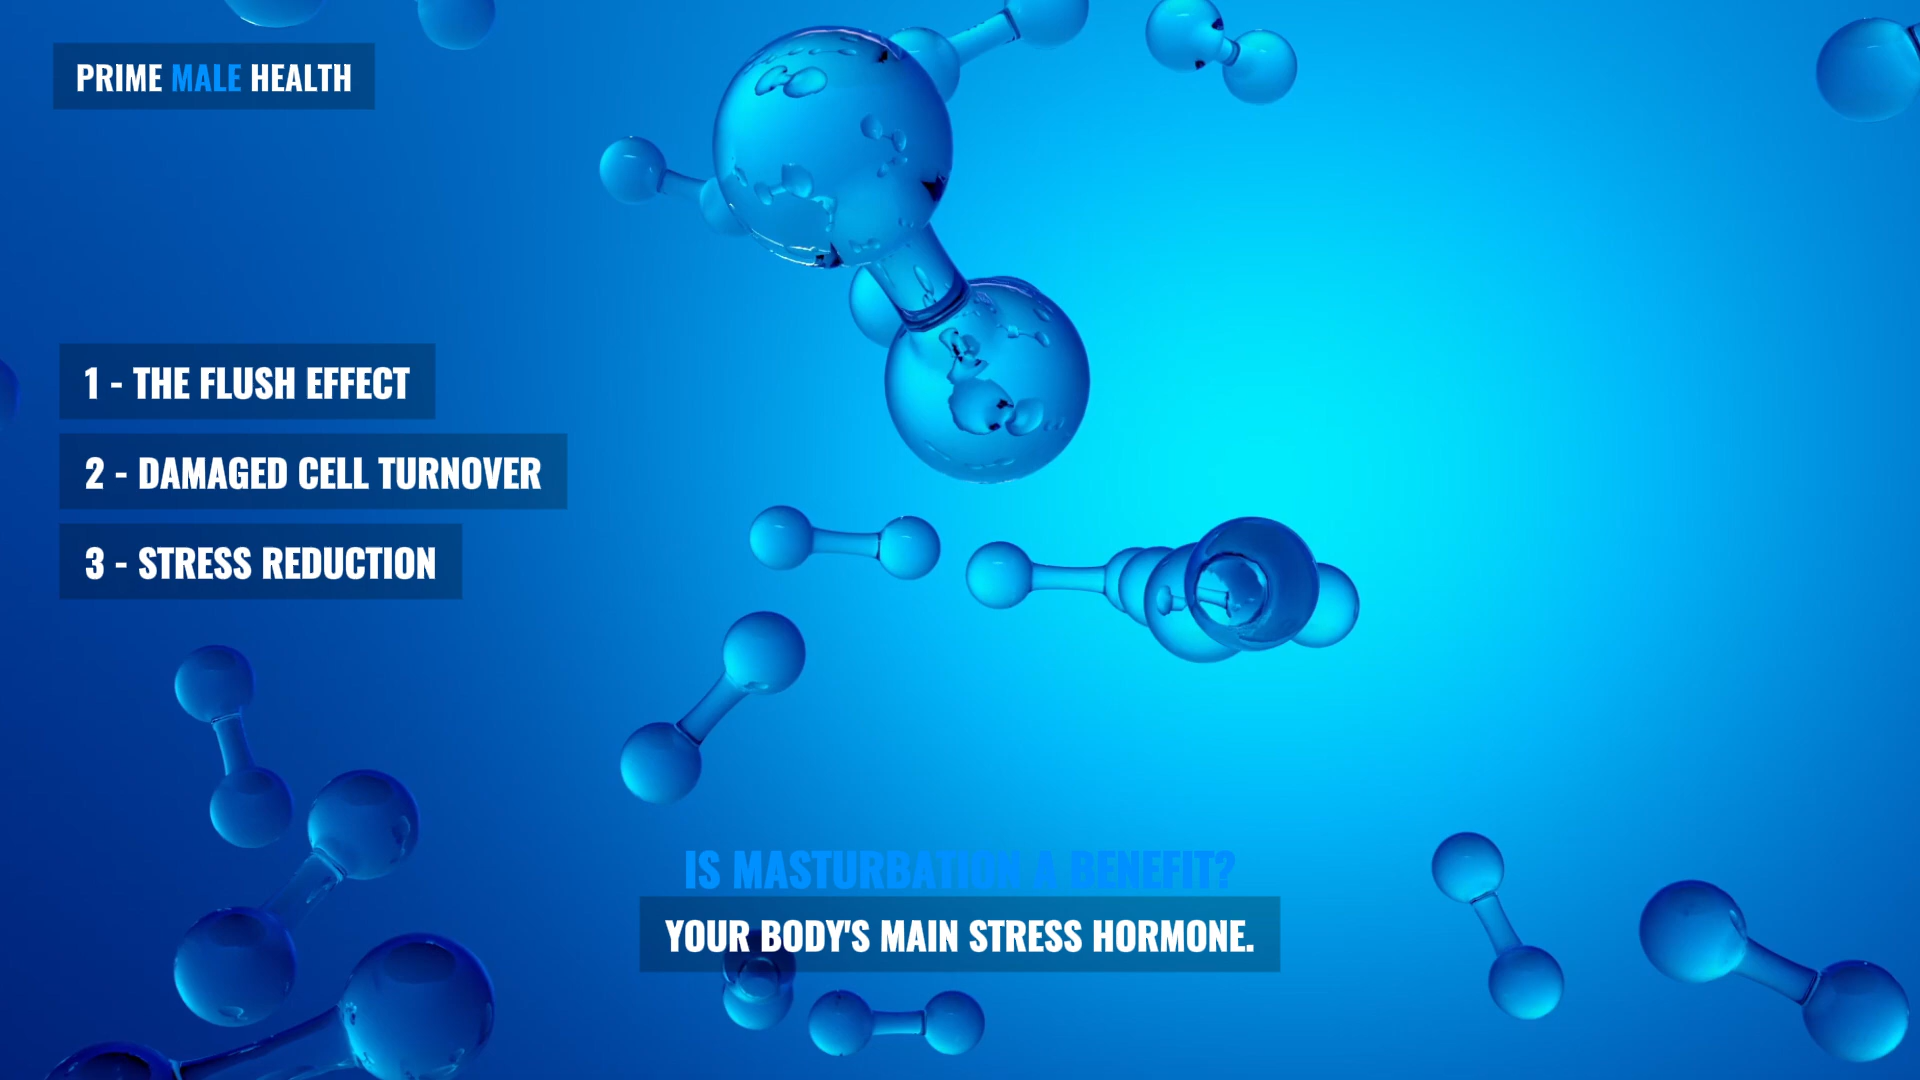 PRIME MALE HEALTH
1 - THE FLUSH EFFECT
2 - DAMAGED CELL TURNOVER
3 - STRESS REDUCTION
IS MASTURBATION A BENEFIT?
YOUR BODY'S MAIN STRESS HORMONE.